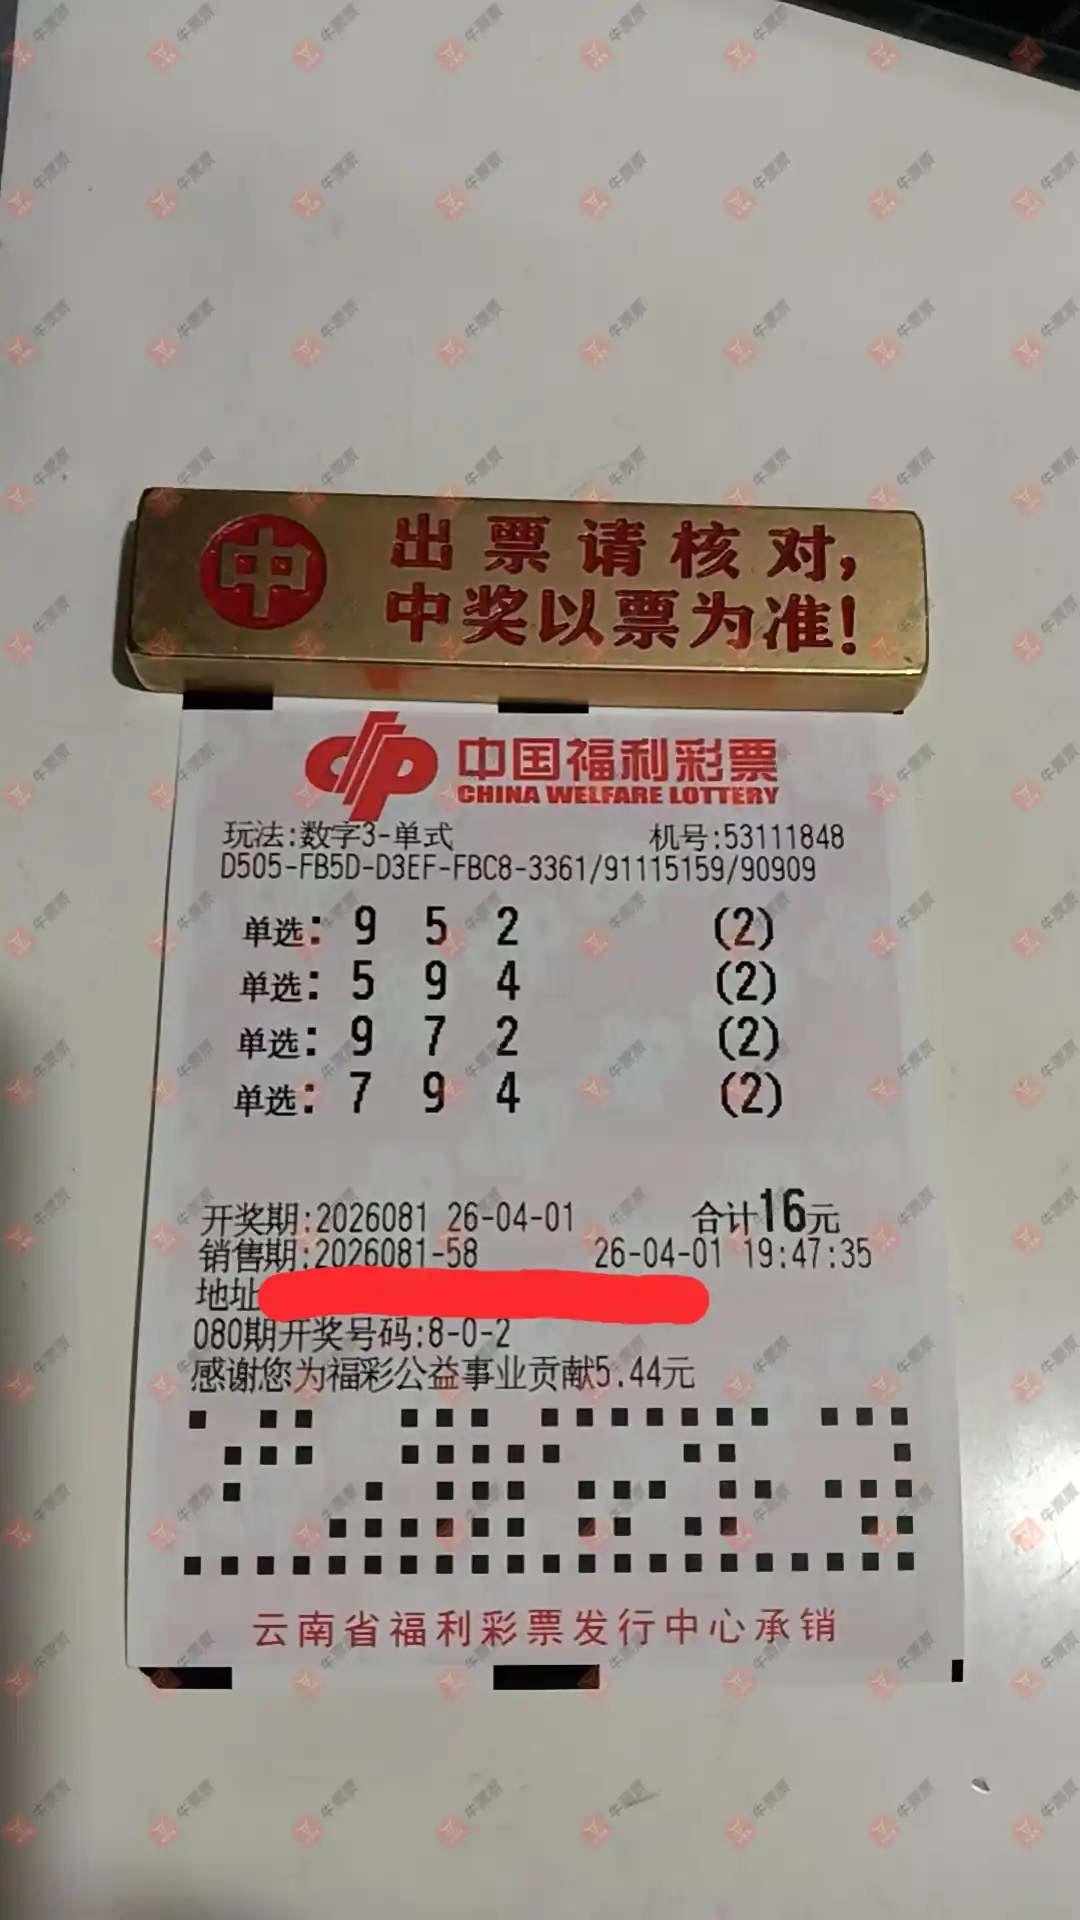 中
出票请核对,
中奖以票为准!
中国福利彩票
CHINA WELFARE LOTTERY
玩法:数字3-单式 机号:53111848
D505-FB5D-D3EF-FBC8-3361/91115159/90909
单选: 9 5 2 (2)
单选: 5 9 4 (2)
单选: 9 7 2 (2)
单选: 7 9 4 (2)
开奖期:2026081 26-04-01 合计16元
销售期:2026081-58 26-04-01 19:47:35
地址
080期开奖号码:8-0-2
感谢您为福彩公益事业贡献5.44元
云南省福利彩票发行中心承销
牛票票